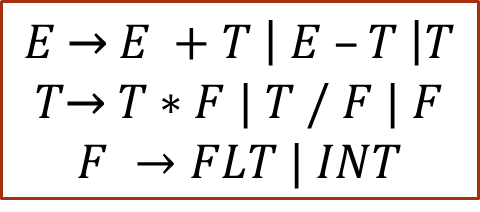 E → E + T | E – T | T
T → T * F | T / F | F
F → FLT | INT